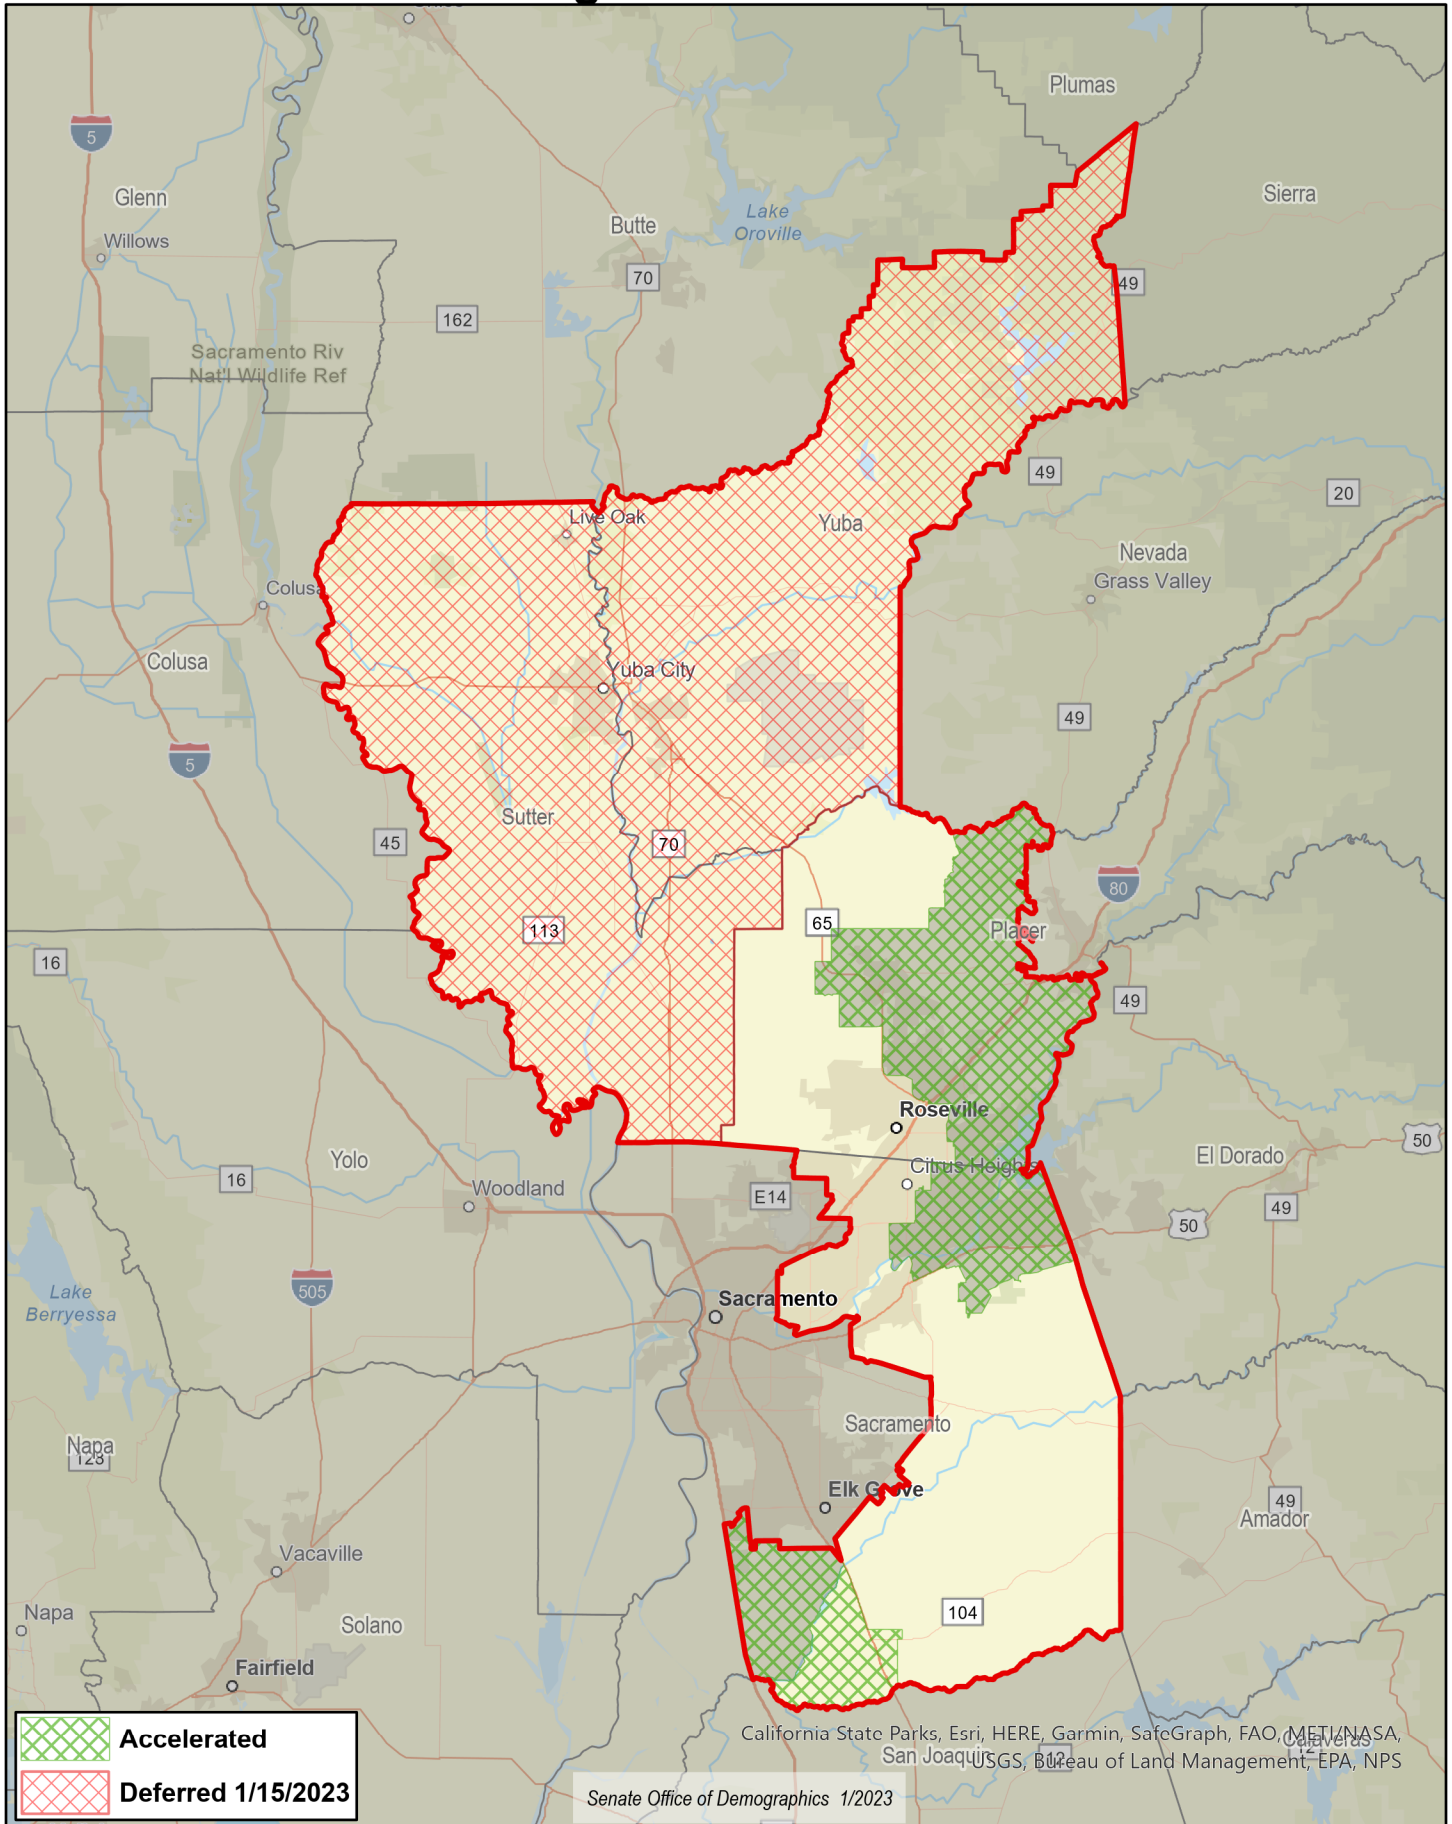 Plumas
5
Glenn
Sierra
Willows
Butte
Lake
Oroville
70
49
162
Sacramento Riv
Nat'l Wildlife Ref
49
20
Live Oak
Yuba
Nevada
Grass Valley
Colusa
Colusa
Yuba City
49
5
Sutter
45
70
80
65
113
Placer
16
49
Roseville
50
Yolo
Citrus Heights
El Dorado
16
Woodland
E14
49
50
505
Lake
Berryessa
Sacramento
Sacramento
Napa
128
Elk Grove
49
Amador
Vacaville
104
Napa
Solano
Fairfield
Accelerated
Deferred 1/15/2023
California State Parks, Esri, HERE, Garmin, SafeGraph, FAO, METI/NASA,
USGS, Bureau of Land Management, EPA, NPS
Calaveras
San Joaquin
12
12
Senate Office of Demographics 1/2023